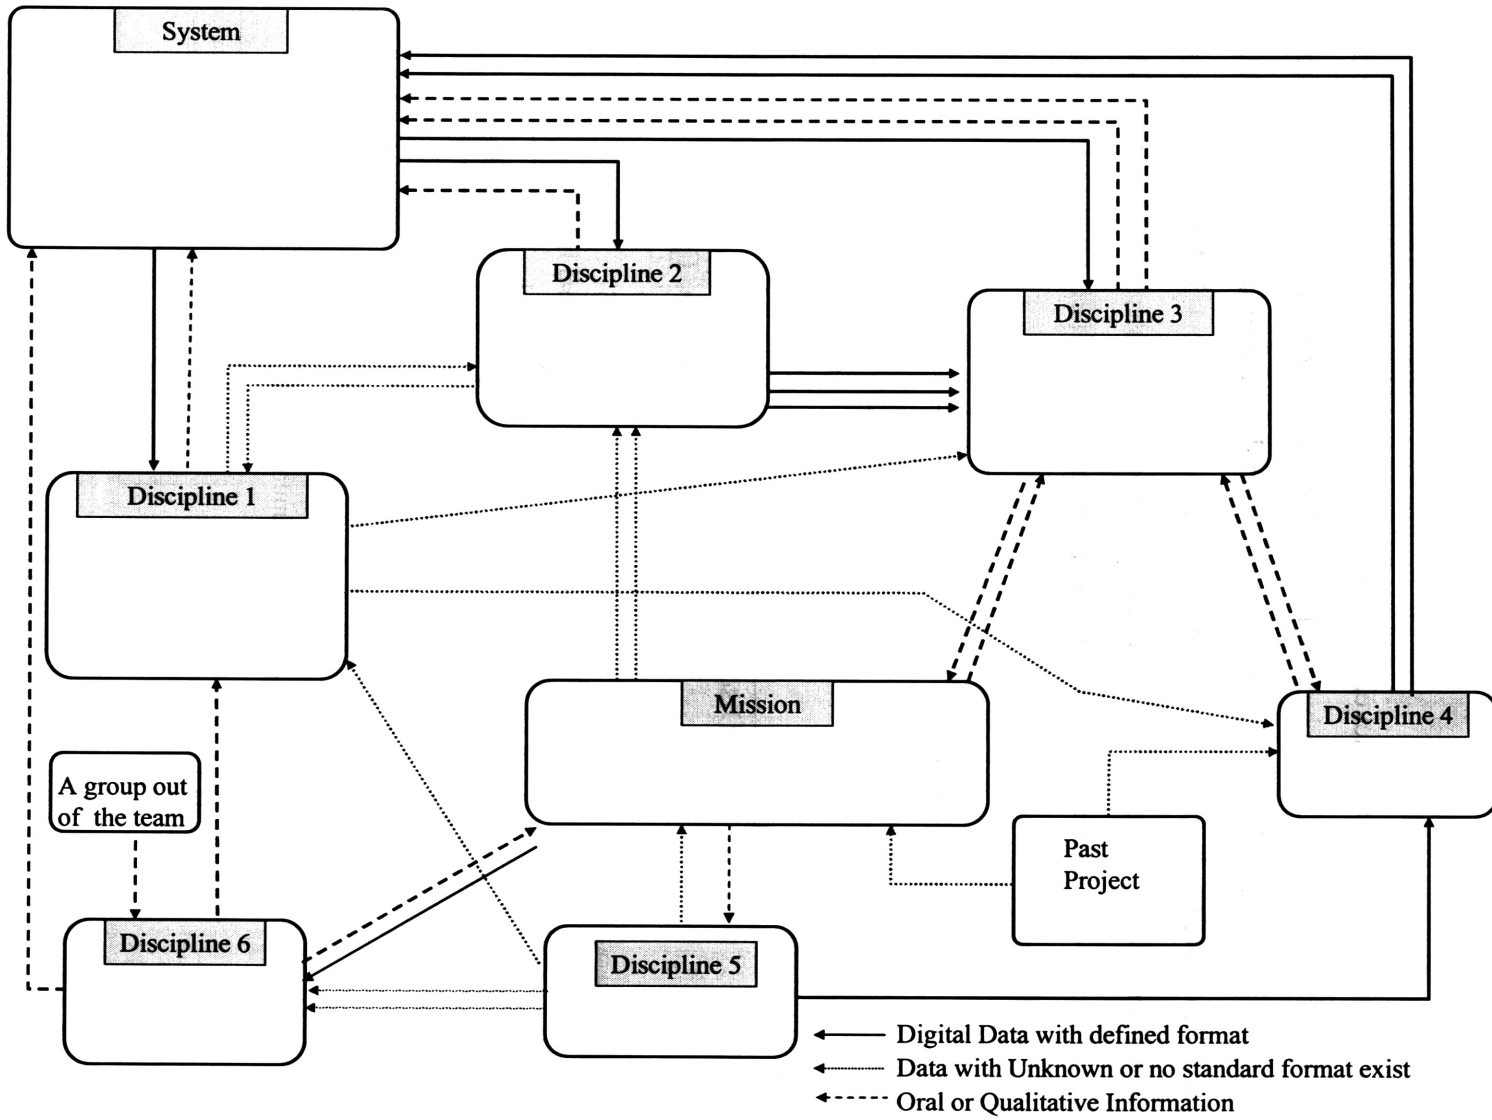 System
Discipline 2
Discipline 3
Discipline 1
Mission
Discipline 4
A group out
of the team
Past
Project
Discipline 6
Discipline 5
Digital Data with defined format
Data with Unknown or no standard format exist
Oral or Qualitative Information